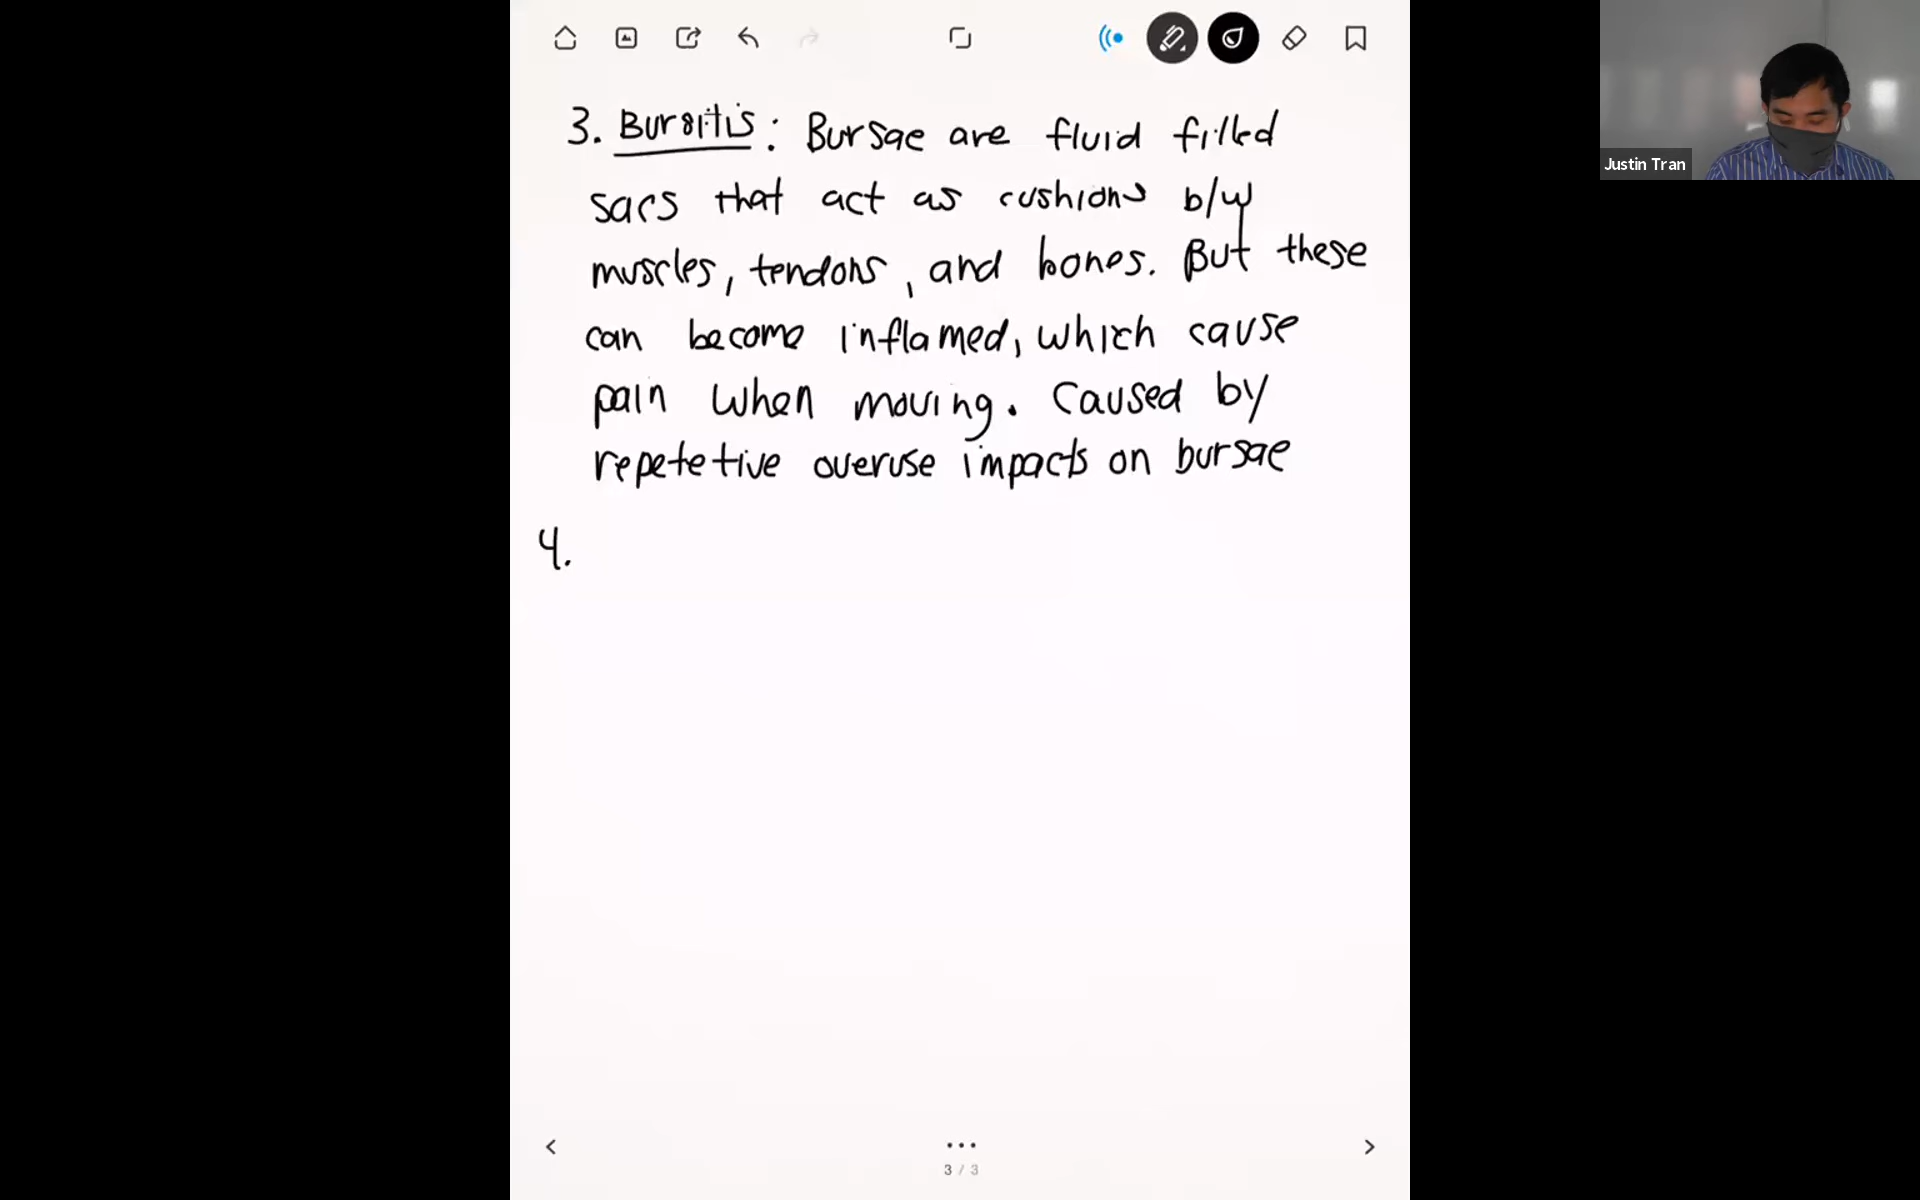 3. Bursitis: Bursae are fluid filled
sacs that act as cushions b/w
muscles, tendons, and bones. But these
can become inflamed, which cause
pain when moving. Caused by
repetetive overuse impacts on bursae
4.
3 / 3
Justin Tran